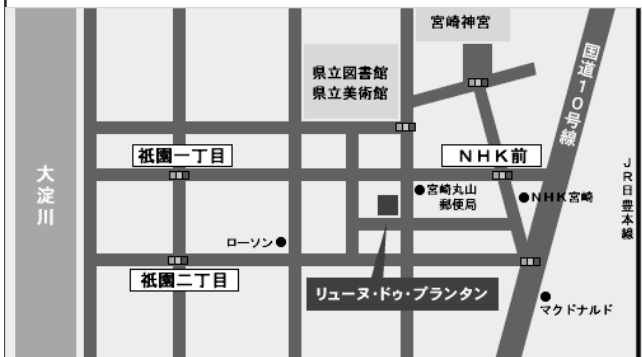 宮崎神宮
県立図書館
県立美術館
国道10号線
祇園一丁目
NHK前
大淀川
JR日豊本線
宮崎丸山
郵便局
NHK宮崎
ローソン
祇園二丁目
リューヌ・ドゥ・プランタン
マクドナルド